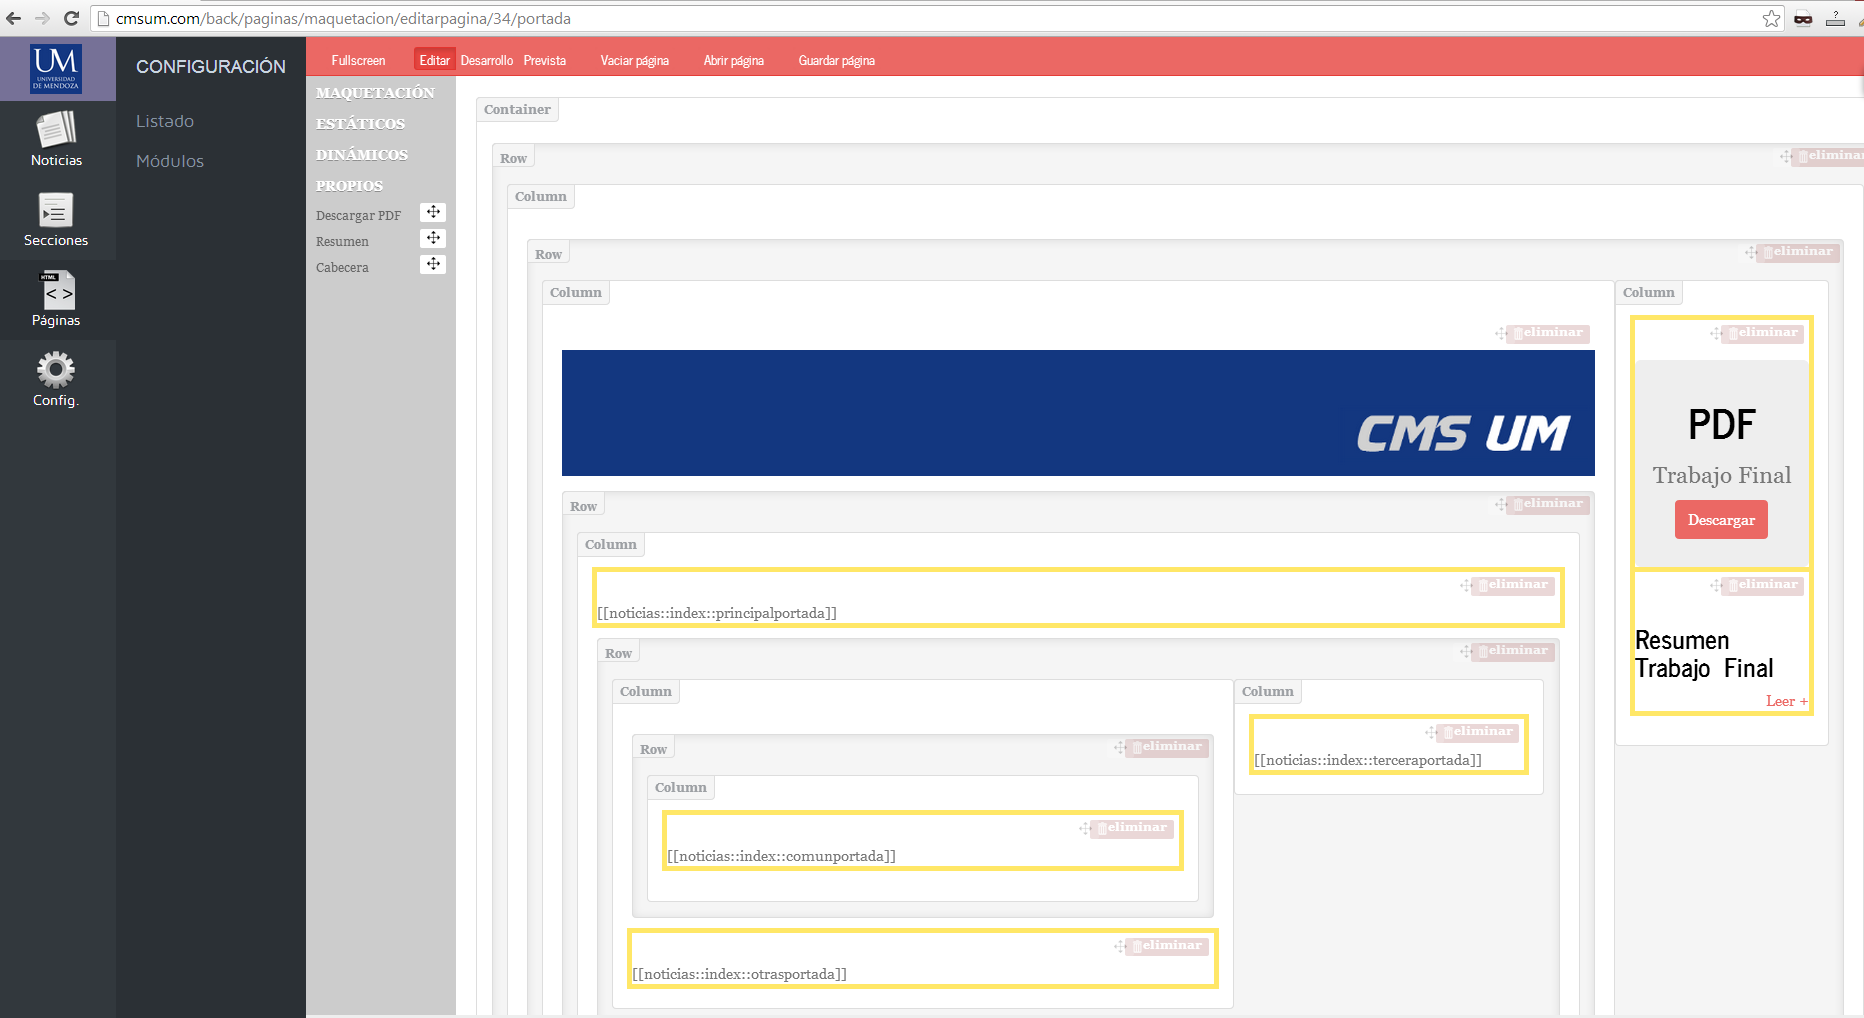 cmsum.com/back/paginas/maquetacion/editarpagina/34/portada
UM
UNIVERSIDAD
DE MENDOZA
Noticias
Secciones
HTML
< >
Páginas
Config.
CONFIGURACIÓN
Listado
Módulos
Fullscreen Editar Desarrollo Prevista Vaciar página Abrir página Guardar página
MAQUETACIÓN
ESTÁTICOS
DINÁMICOS
PROPIOS
Descargar PDF
Resumen
Cabecera
Container
Row eliminar
Column
Row eliminar
Column
eliminar
CMS UM
Row eliminar
Column
eliminar
[[noticias::index::principalportada]]
Row eliminar
Column
Row eliminar
Column
eliminar
[[noticias::index::comunportada]]
eliminar
[[noticias::index::otrasportada]]
Column
eliminar
[[noticias::index::terceraportada]]
Column
eliminar
PDF
Trabajo Final
Descargar
eliminar
Resumen
Trabajo Final
Leer +